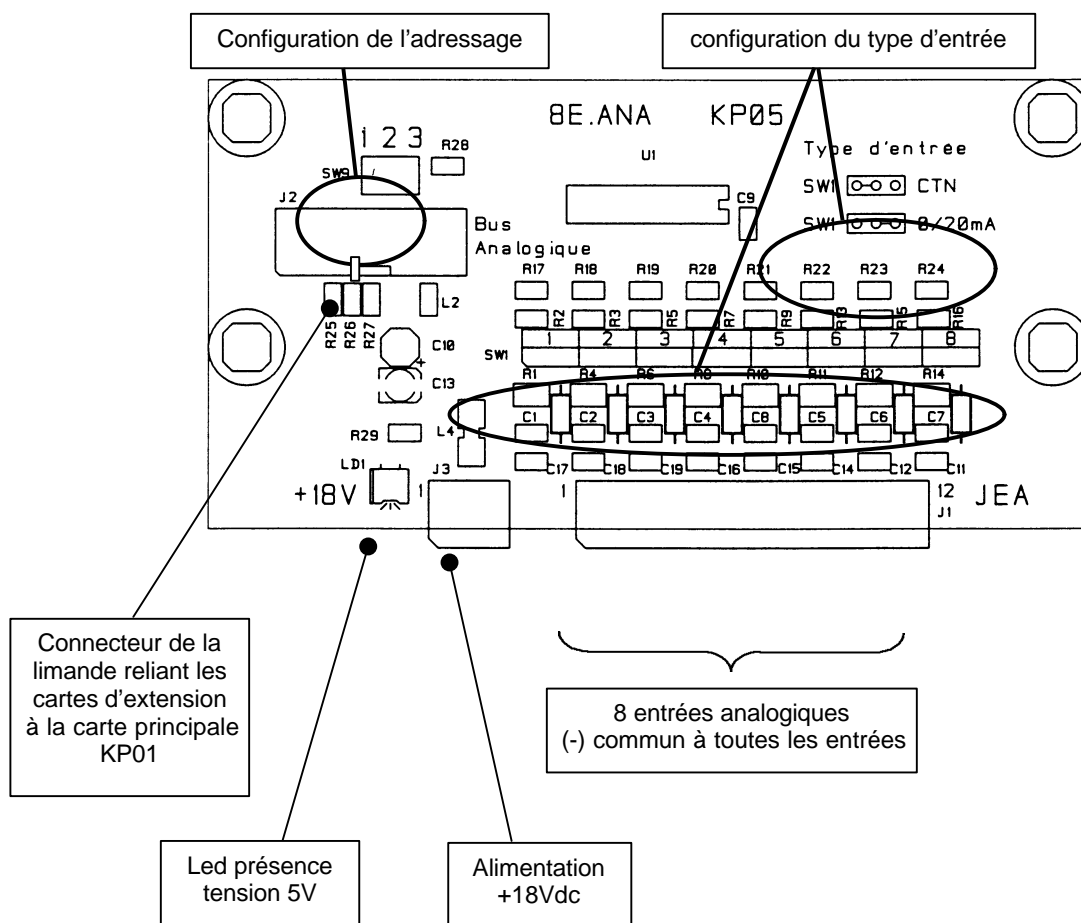 Configuration de l'adressage
configuration du type d'entrée
8E.ANA KP05
1 2 3
R28
U1
Type d'entrée
SW9
SW1 CTN
J2
C9
SW1 0/20mA
Bus
Analogique
R17 R18 R19 R20 R21 R22 R23 R24
L2
R25 R26 R27
R2 R3 R5 R7 R9 R13 R15 R16
C10
SW1
1 2 3 4 5 6 7 8
+
C13
R1 R4 R6 R8 R10 R11 R12 R14
R29
L4
C1 C2 C3 C4 C8 C5 C6 C7
LD1
J3
C17 C18 C19 C16 C15 C14 C12 C11
+18V
1
1
12
JEA
J1
Connecteur de la
limande reliant les
cartes d'extension
à la carte principale
KP01
8 entrées analogiques
(-) commun à toutes les entrées
Led présence
tension 5V
Alimentation
+18Vdc